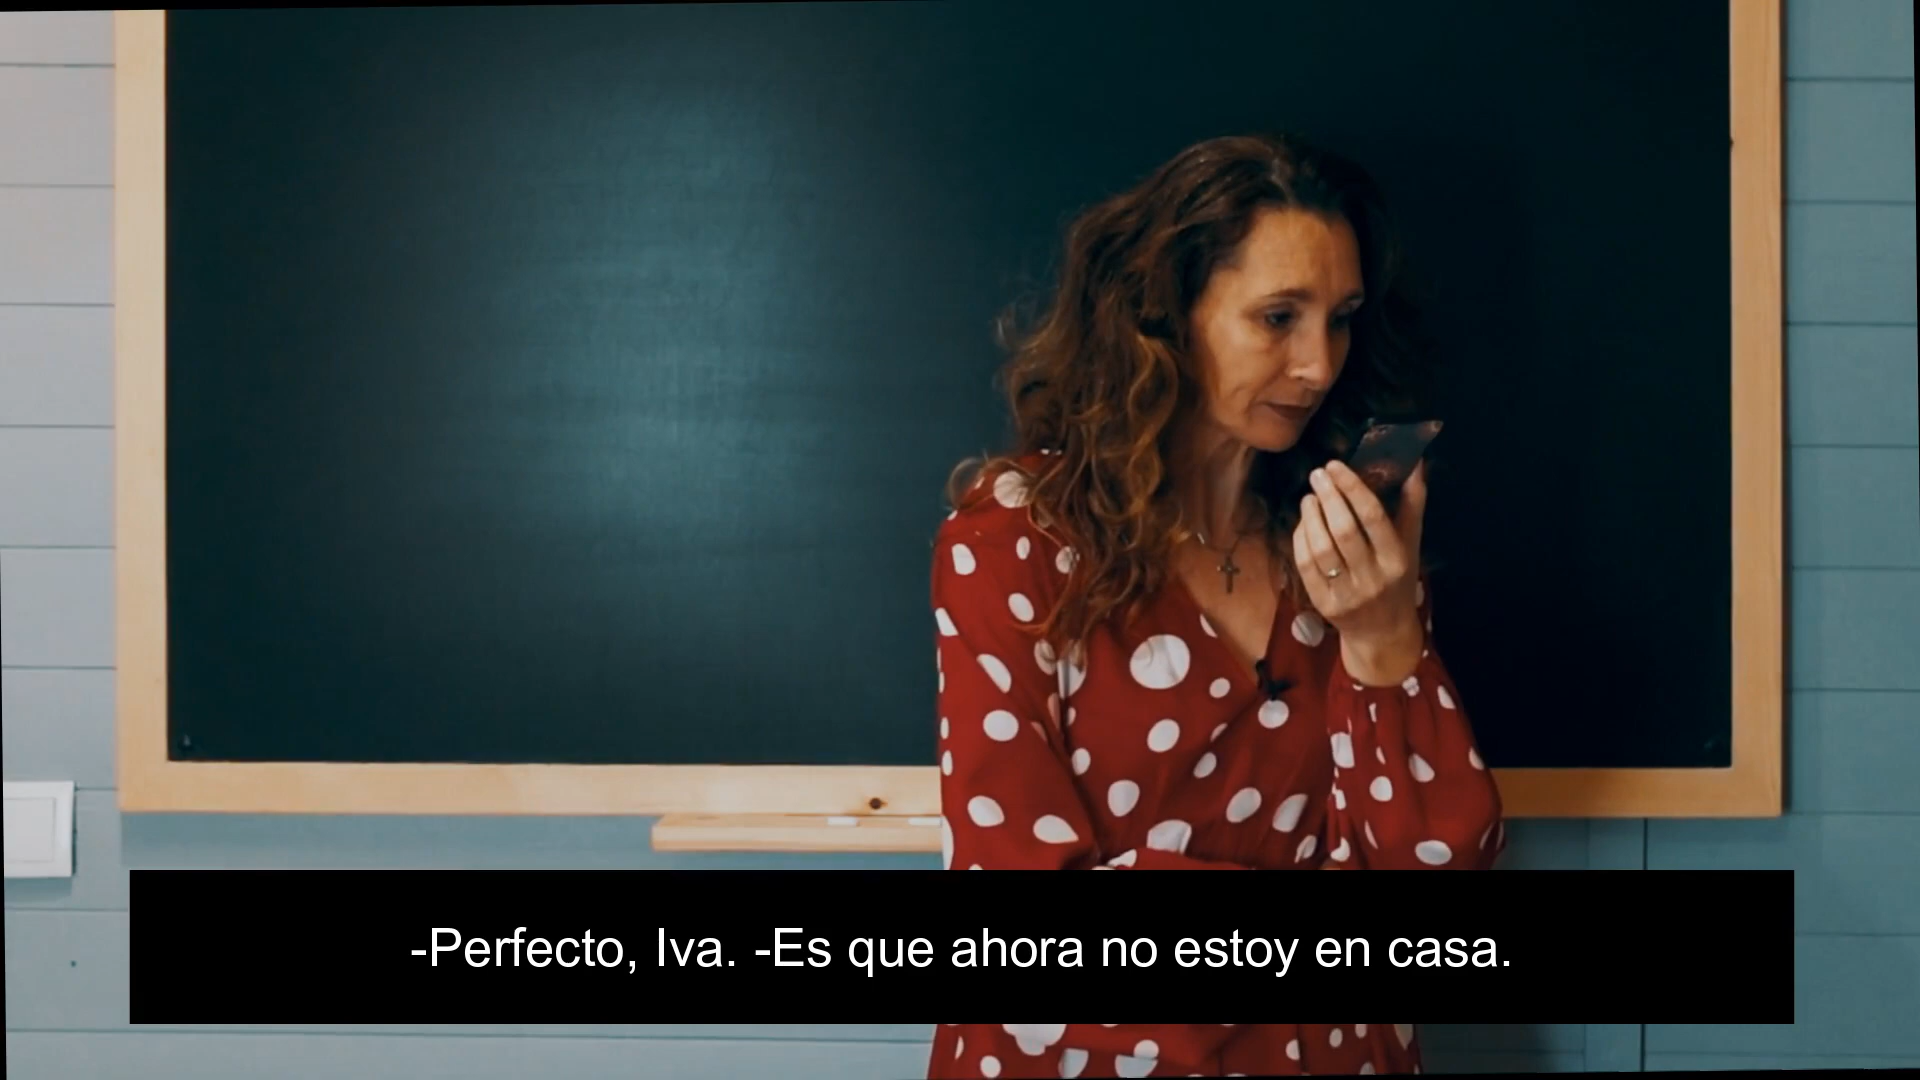 -Perfecto, Iva. -Es que ahora no estoy en casa.